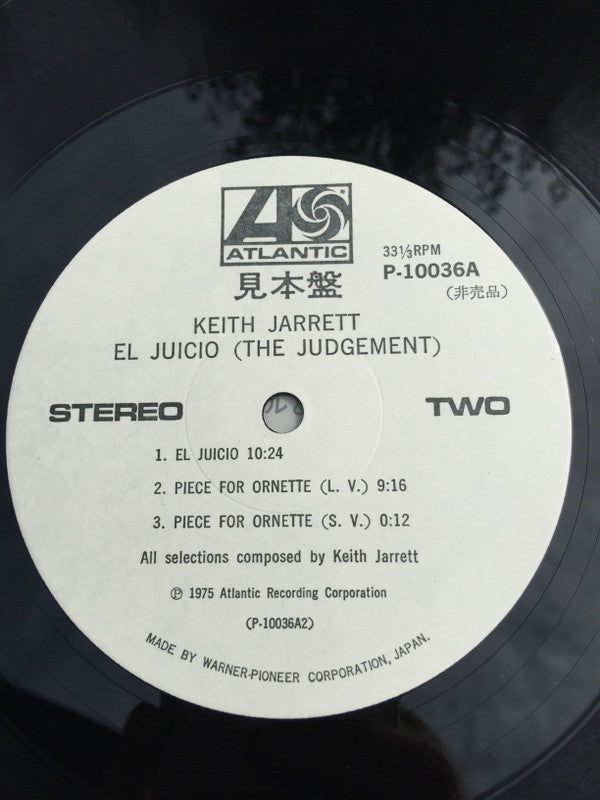 ATLANTIC
見本盤
33⅓RPM
P-10036A
(非売品)
KEITH JARRETT
EL JUICIO (THE JUDGEMENT)
STEREO
TWO
1. EL JUICIO 10:24
2. PIECE FOR ORNETTE (L. V.) 9:16
3. PIECE FOR ORNETTE (S. V.) 0:12
All selections composed by Keith Jarrett
℗ 1975 Atlantic Recording Corporation
(P-10036A2)
MADE BY WARNER-PIONEER CORPORATION, JAPAN.